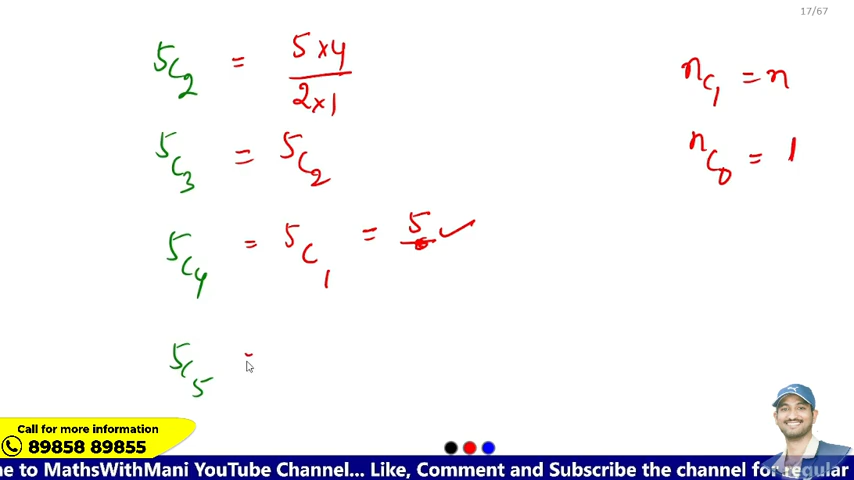 17/67
5C2 = 5×4/2×1
nC1 = n
5C3 = 5C2
nC0 = 1
5C4 = 5C1 = 5 ✓
5C5 =
Call for more information
89858 89855
ne to MathsWithMani YouTube Channel... Like, Comment and Subscribe the channel for regular